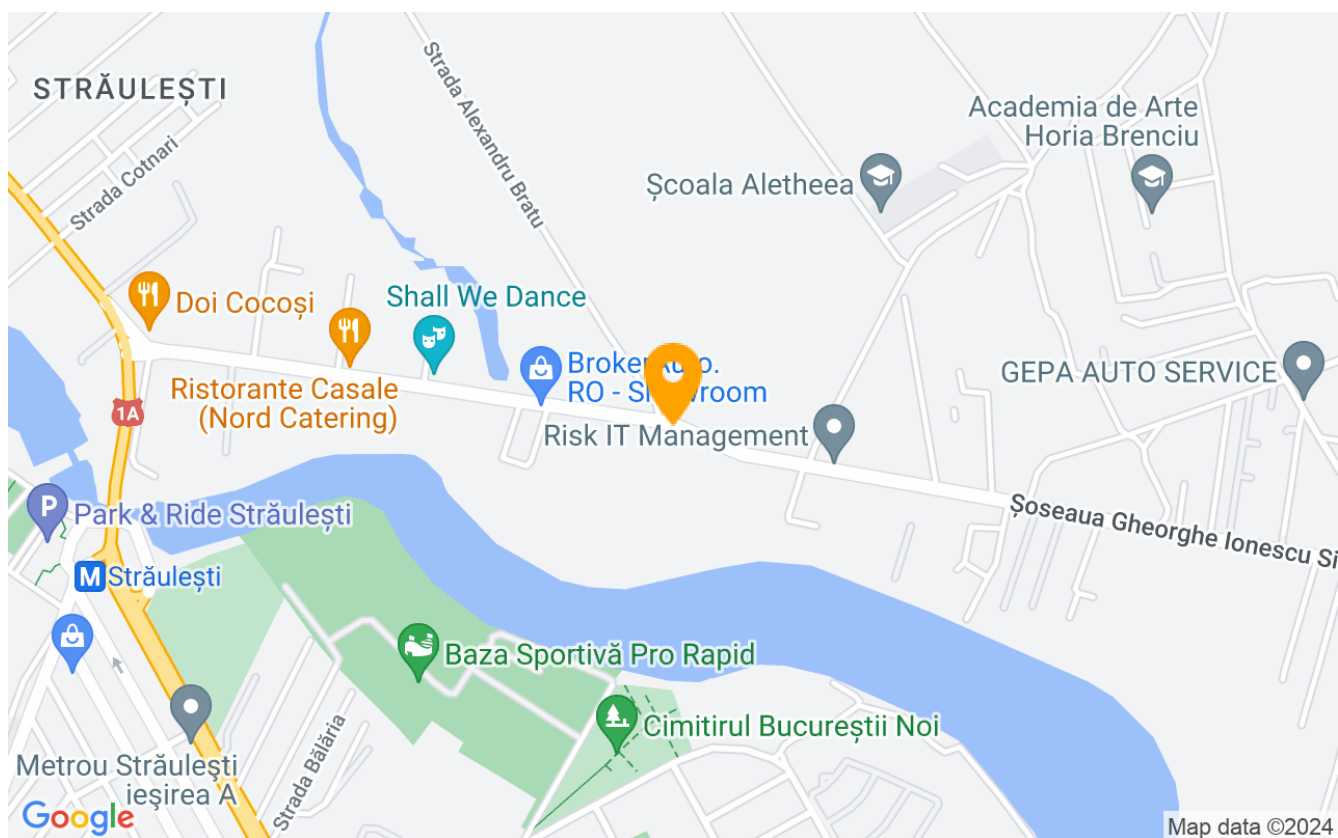 STRĂULEȘTI
Strada Cotnari
Strada Alexandru Bratu
Academia de Arte
Horia Brenciu
Școala Aletheea
Doi Cocoși
Shall We Dance
Ristorante Casale
(Nord Catering)
RO -
GEPA AUTO SERVICE
1A
Risk IT Management
P
Park & Ride Străulești
Șoseaua Gheorghe Ionescu Si
M Străulești
Baza Sportivă Pro Rapid
Cimitirul Bucureștii Noi
Strada Bălăria
Metrou Străuleşti
ieşirea A
Google
Map data ©2024